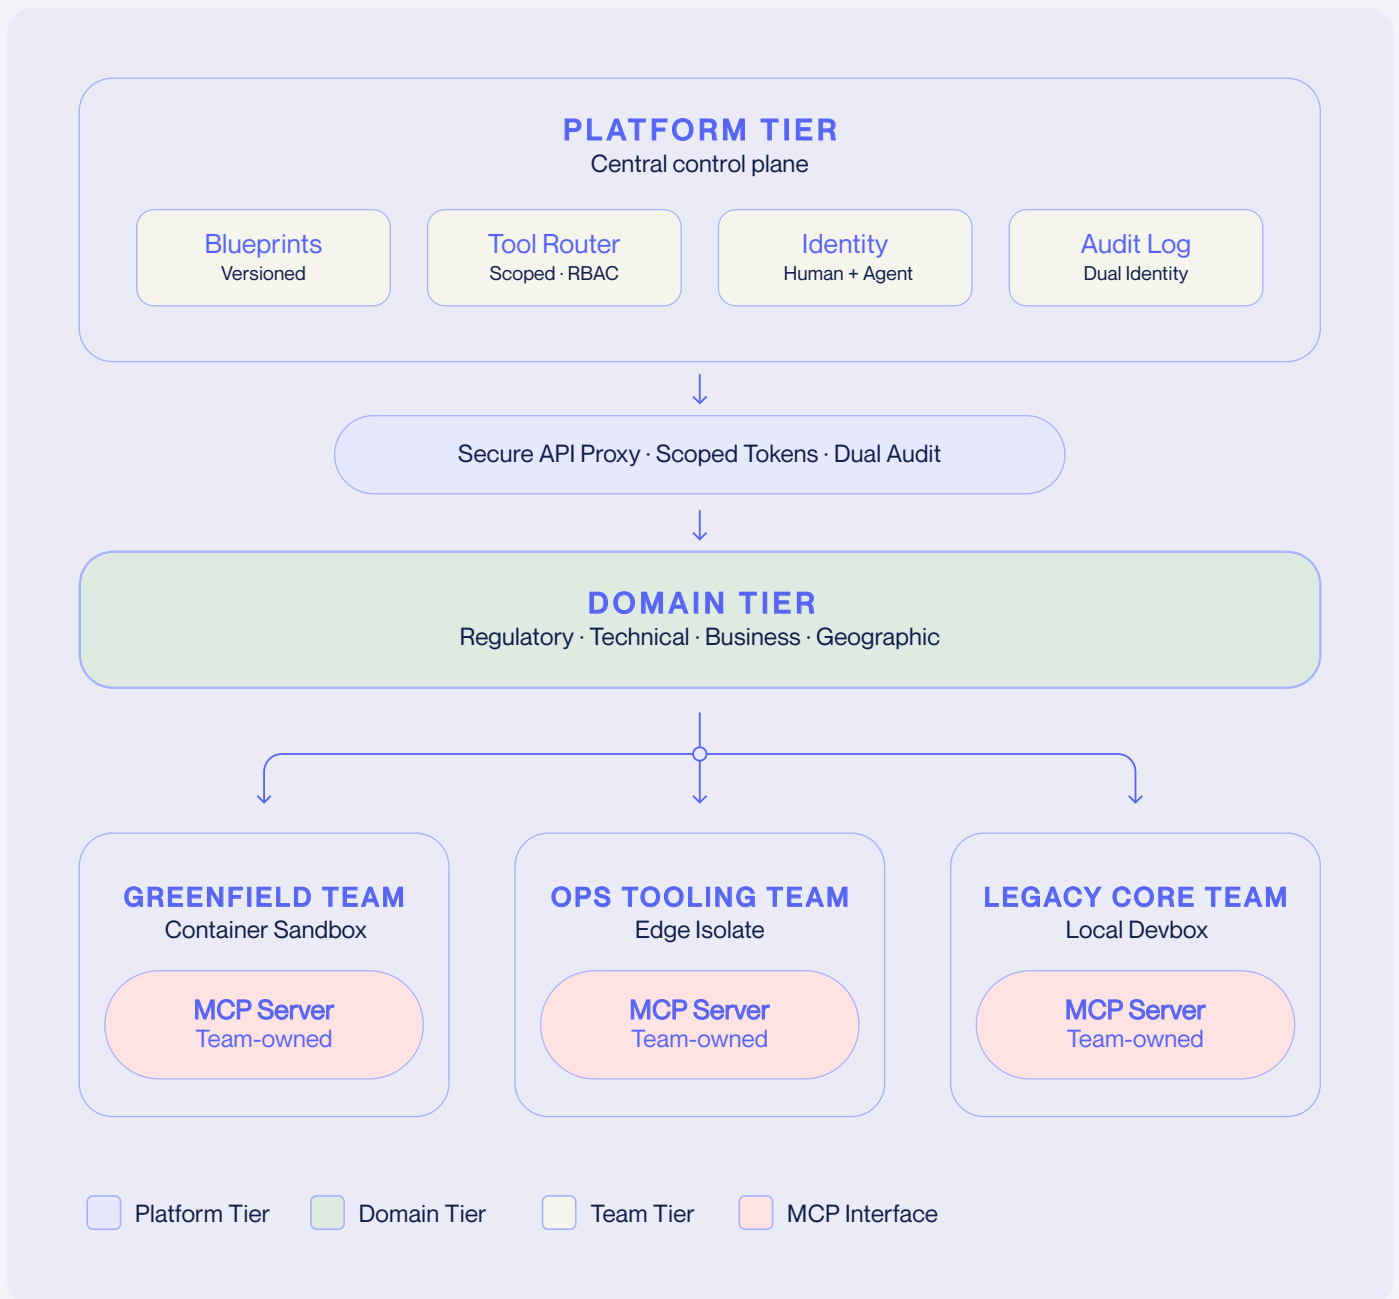 PLATFORM TIER
Central control plane
Blueprints
Versioned
Tool Router
Scoped · RBAC
Identity
Human + Agent
Audit Log
Dual Identity
Secure API Proxy · Scoped Tokens · Dual Audit
DOMAIN TIER
Regulatory · Technical · Business · Geographic
GREENFIELD TEAM
Container Sandbox
MCP Server
Team-owned
OPS TOOLING TEAM
Edge Isolate
MCP Server
Team-owned
LEGACY CORE TEAM
Local Devbox
MCP Server
Team-owned
Platform Tier
Domain Tier
Team Tier
MCP Interface